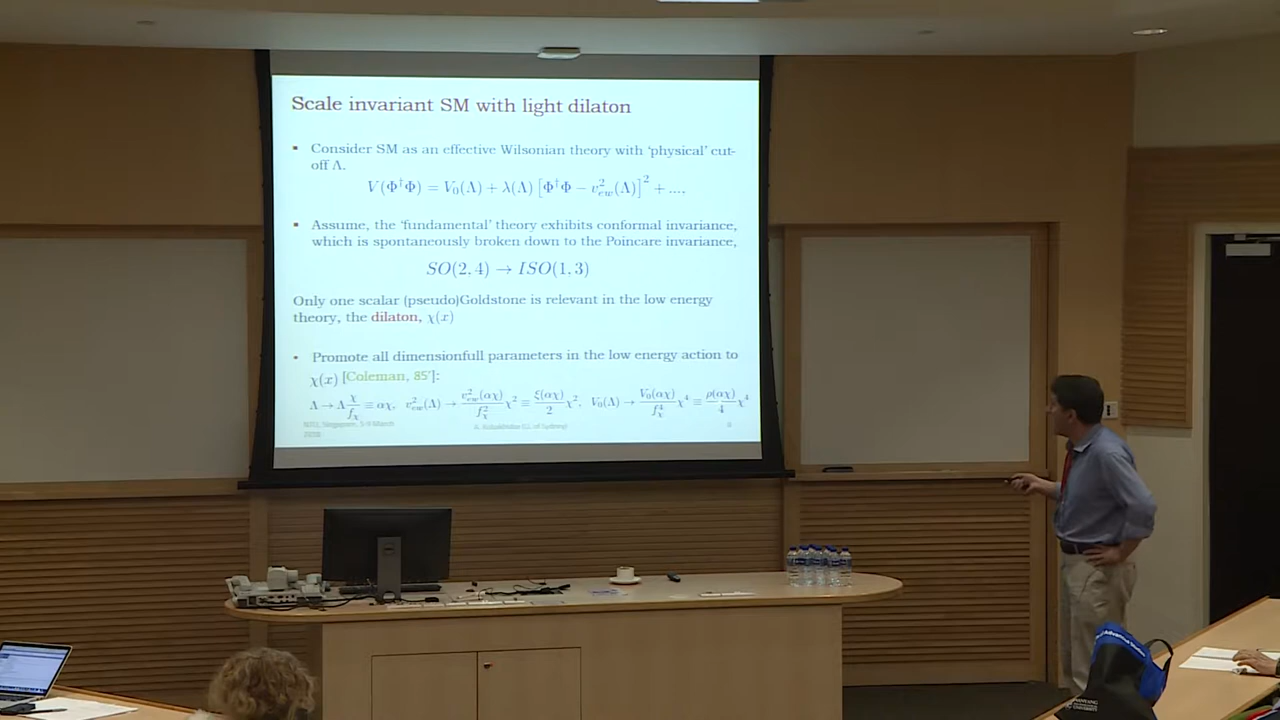 Scale invariant SM with light dilaton
▪ Consider SM as an effective Wilsonian theory with 'physical' cut-
off Λ.
V(Φ†Φ) = V₀(Λ) + λ(Λ) [Φ†Φ − v²ₑw(Λ)]² + ....
▪ Assume, the 'fundamental' theory exhibits conformal invariance,
which is spontaneously broken down to the Poincare invariance,
SO(2,4) → ISO(1,3)
Only one scalar (pseudo)Goldstone is relevant in the low energy
theory, the dilaton, χ(x)
• Promote all dimensionfull parameters in the low energy action to
χ(x) [Coleman, 85']:
Λ → Λ χ/fχ ≡ αχ, v²ₑw(Λ) → v²ₑw(αχ)/f²χ χ² ≡ ξ(αχ)/2 χ², V₀(Λ) → V₀(αχ)/f⁴χ χ⁴ ≡ ρ(αχ)/4 χ⁴